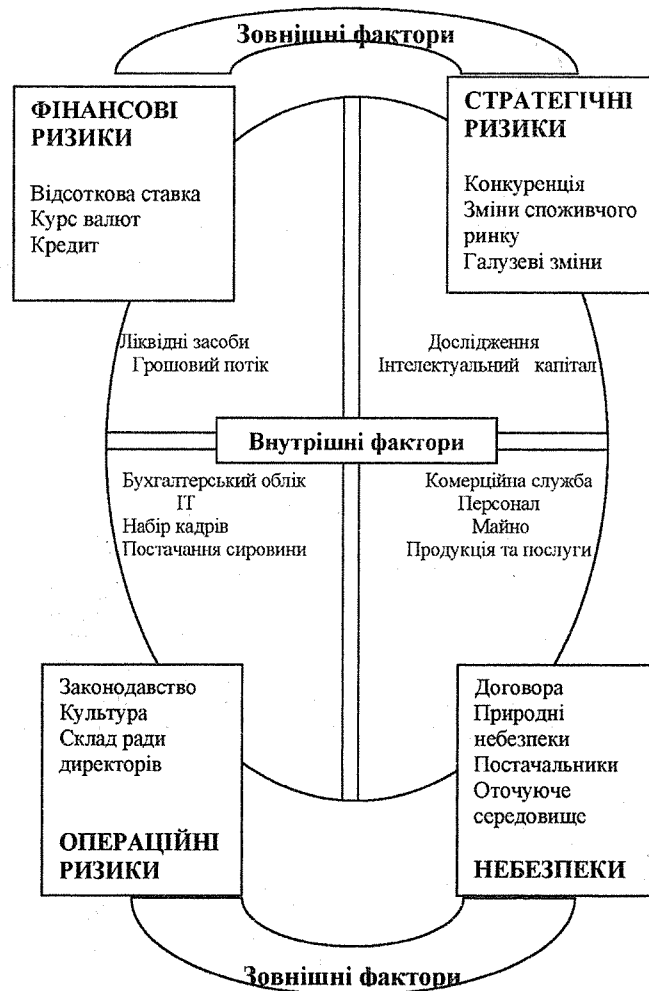 Зовнішні фактори
ФІНАНСОВІ
РИЗИКИ
Відсоткова ставка
Курс валют
Кредит
СТРАТЕГІЧНІ
РИЗИКИ
Конкуренція
Зміни споживчого
ринку
Галузеві зміни
Ліквідні засоби
Грошовий потік
Дослідження
Інтелектуальний капітал
Внутрішні фактори
Бухгалтерський облік
ІТ
Набір кадрів
Постачання сировини
Комерційна служба
Персонал
Майно
Продукція та послуги
Законодавство
Культура
Склад ради
директорів
ОПЕРАЦІЙНІ
РИЗИКИ
Договора
Природні
небезпеки
Постачальники
Оточуюче
середовище
НЕБЕЗПЕКИ
Зовнішні фактори